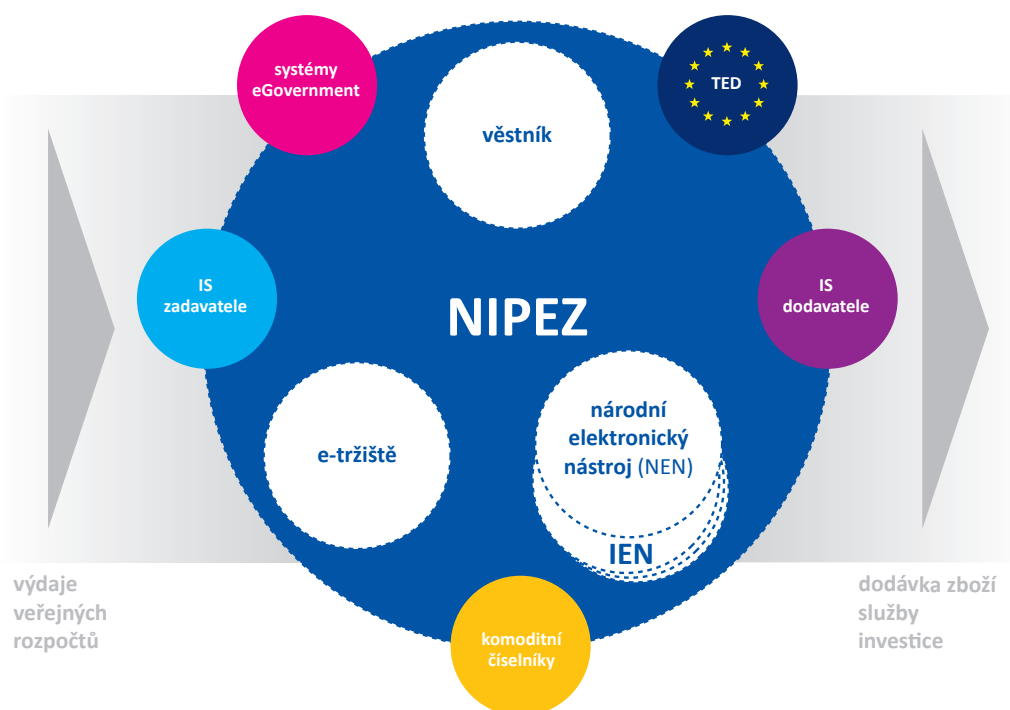 systémy
eGovernment
TED
věstník
IS
zadavatele
IS
dodavatele
NIPEZ
národní
elektronický
nástroj (NEN)
e-tržiště
IEN
výdaje
veřejných
rozpočtů
dodávka zboží
služby
investice
komoditní
číselníky